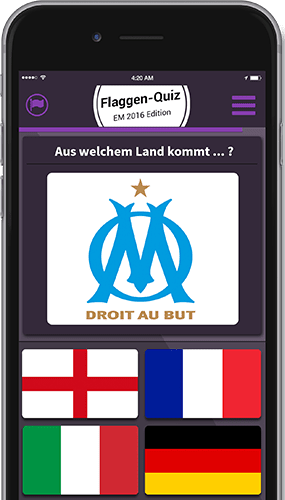 4:20 AM
Flaggen-Quiz
EM 2016 Edition
Aus welchem Land kommt ... ?
DROIT AU BUT